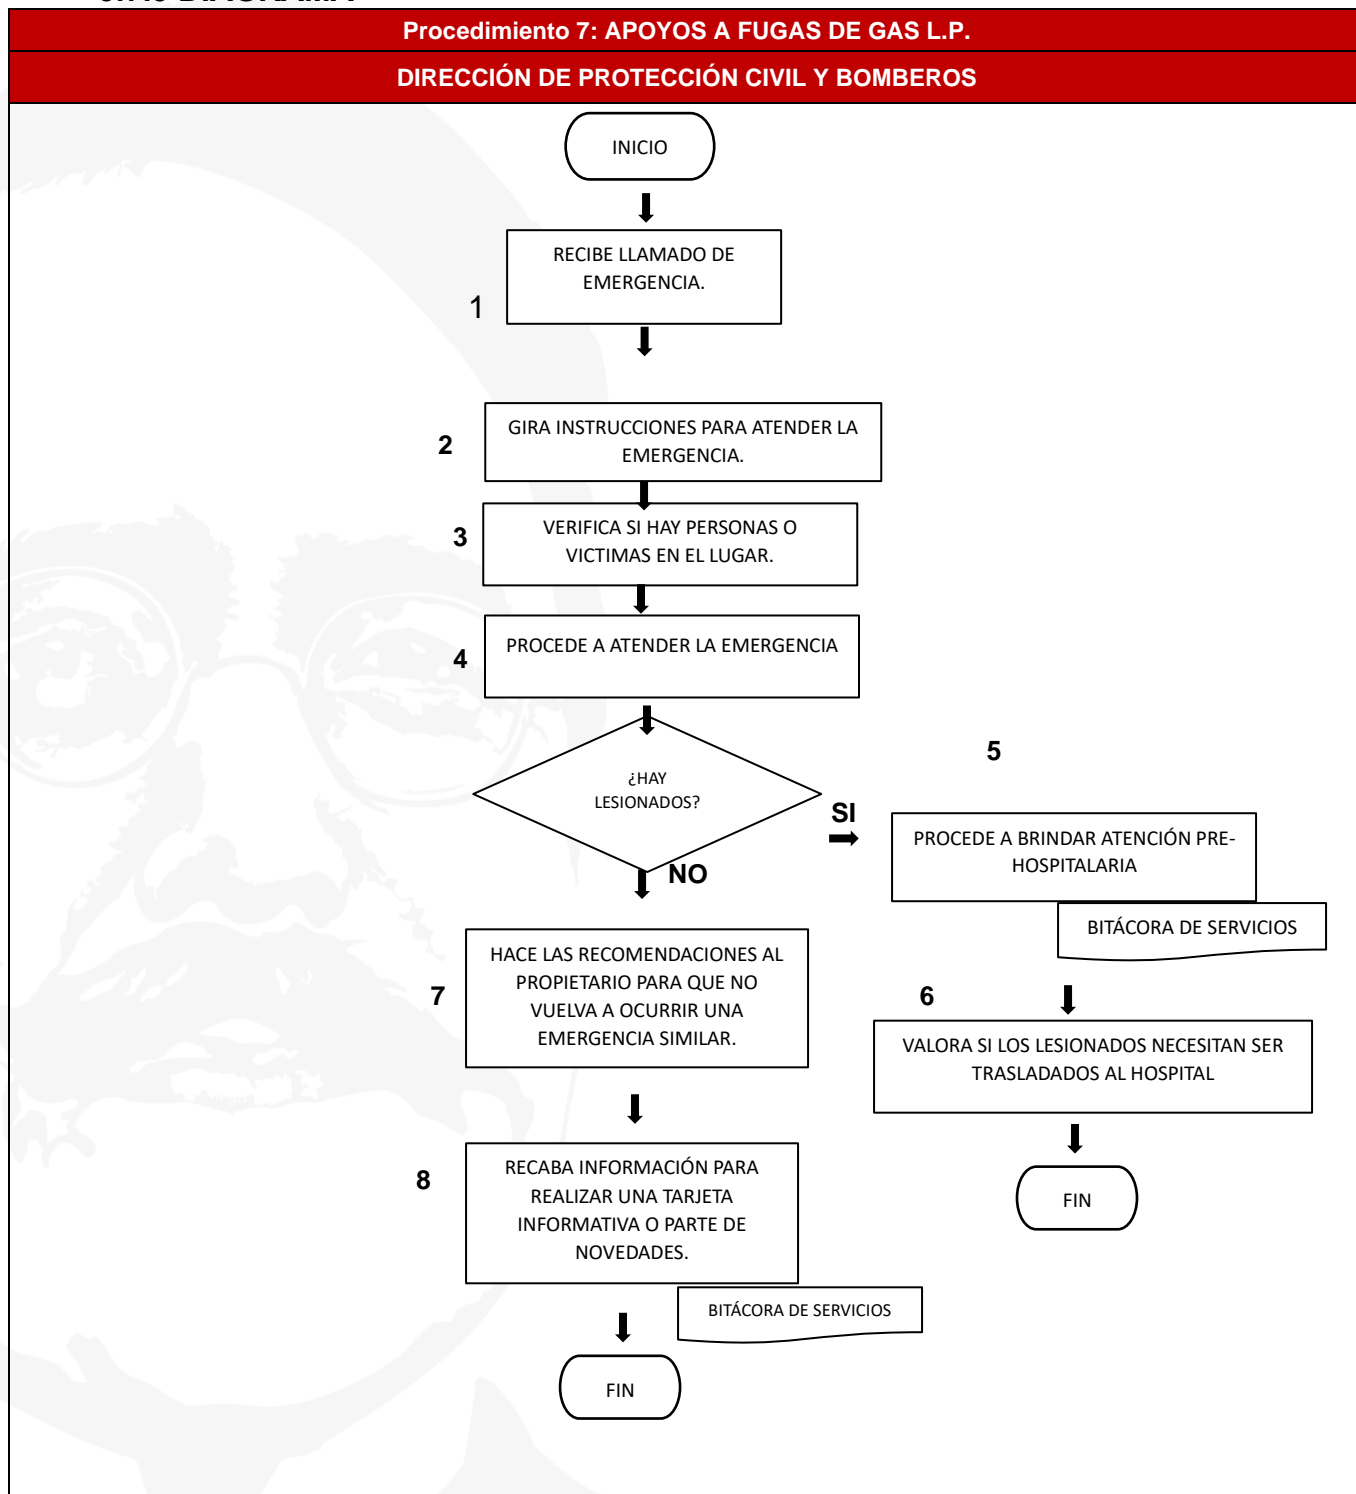 Procedimiento 7: APOYOS A FUGAS DE GAS L.P.
DIRECCIÓN DE PROTECCIÓN CIVIL Y BOMBEROS
INICIO
RECIBE LLAMADO DE
EMERGENCIA.
1
GIRA INSTRUCCIONES PARA ATENDER LA
EMERGENCIA.
2
VERIFICA SI HAY PERSONAS O
VICTIMAS EN EL LUGAR.
3
PROCEDE A ATENDER LA EMERGENCIA
4
¿HAY
LESIONADOS?
SI
NO
5
PROCEDE A BRINDAR ATENCIÓN PRE-
HOSPITALARIA
BITÁCORA DE SERVICIOS
6
VALORA SI LOS LESIONADOS NECESITAN SER
TRASLADADOS AL HOSPITAL
FIN
7
HACE LAS RECOMENDACIONES AL
PROPIETARIO PARA QUE NO
VUELVA A OCURRIR UNA
EMERGENCIA SIMILAR.
8
RECABA INFORMACIÓN PARA
REALIZAR UNA TARJETA
INFORMATIVA O PARTE DE
NOVEDADES.
BITÁCORA DE SERVICIOS
FIN